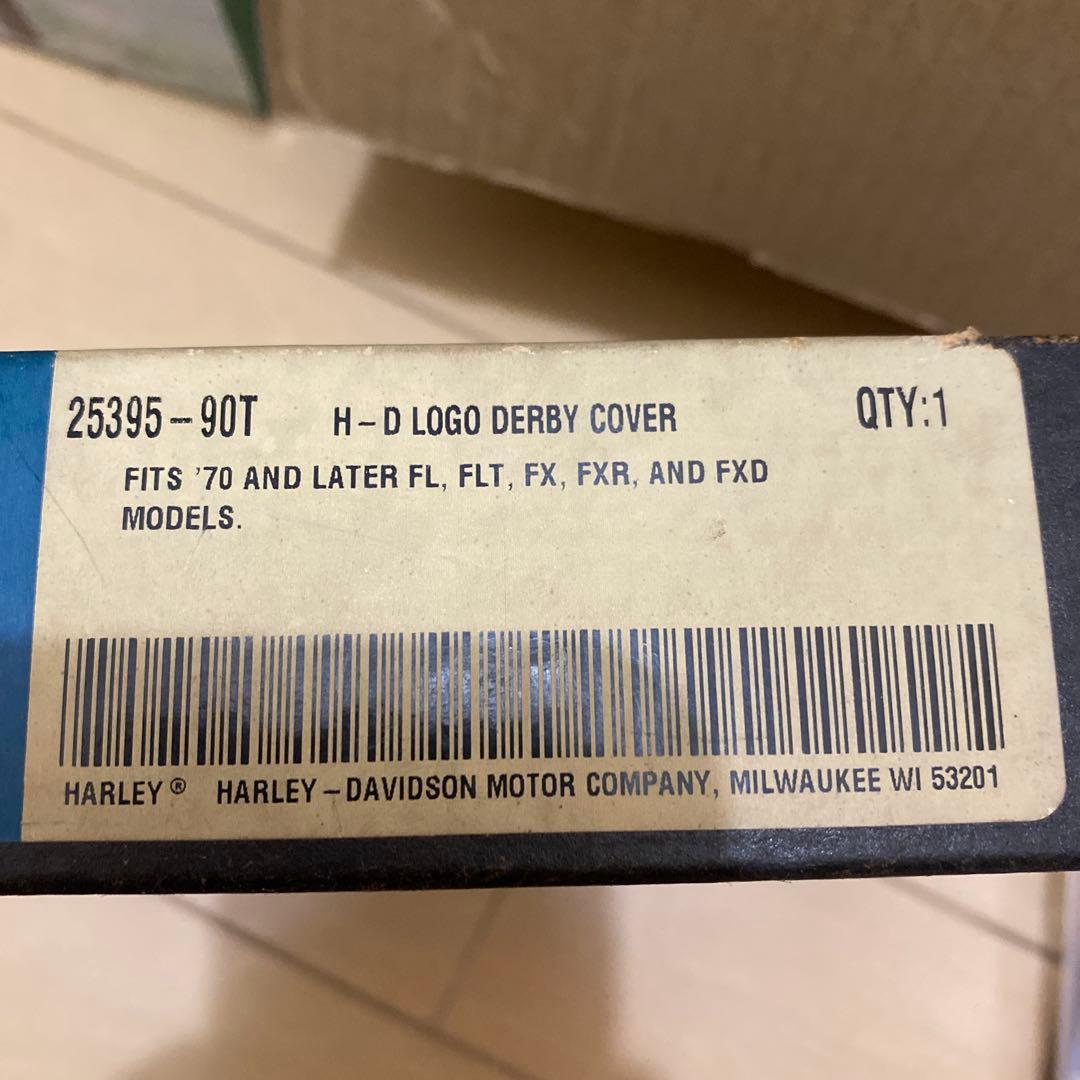 25395-90T H-D LOGO DERBY COVER QTY:1
FITS '70 AND LATER FL, FLT, FX, FXR, AND FXD
MODELS.
HARLEY® HARLEY-DAVIDSON MOTOR COMPANY, MILWAUKEE WI 53201